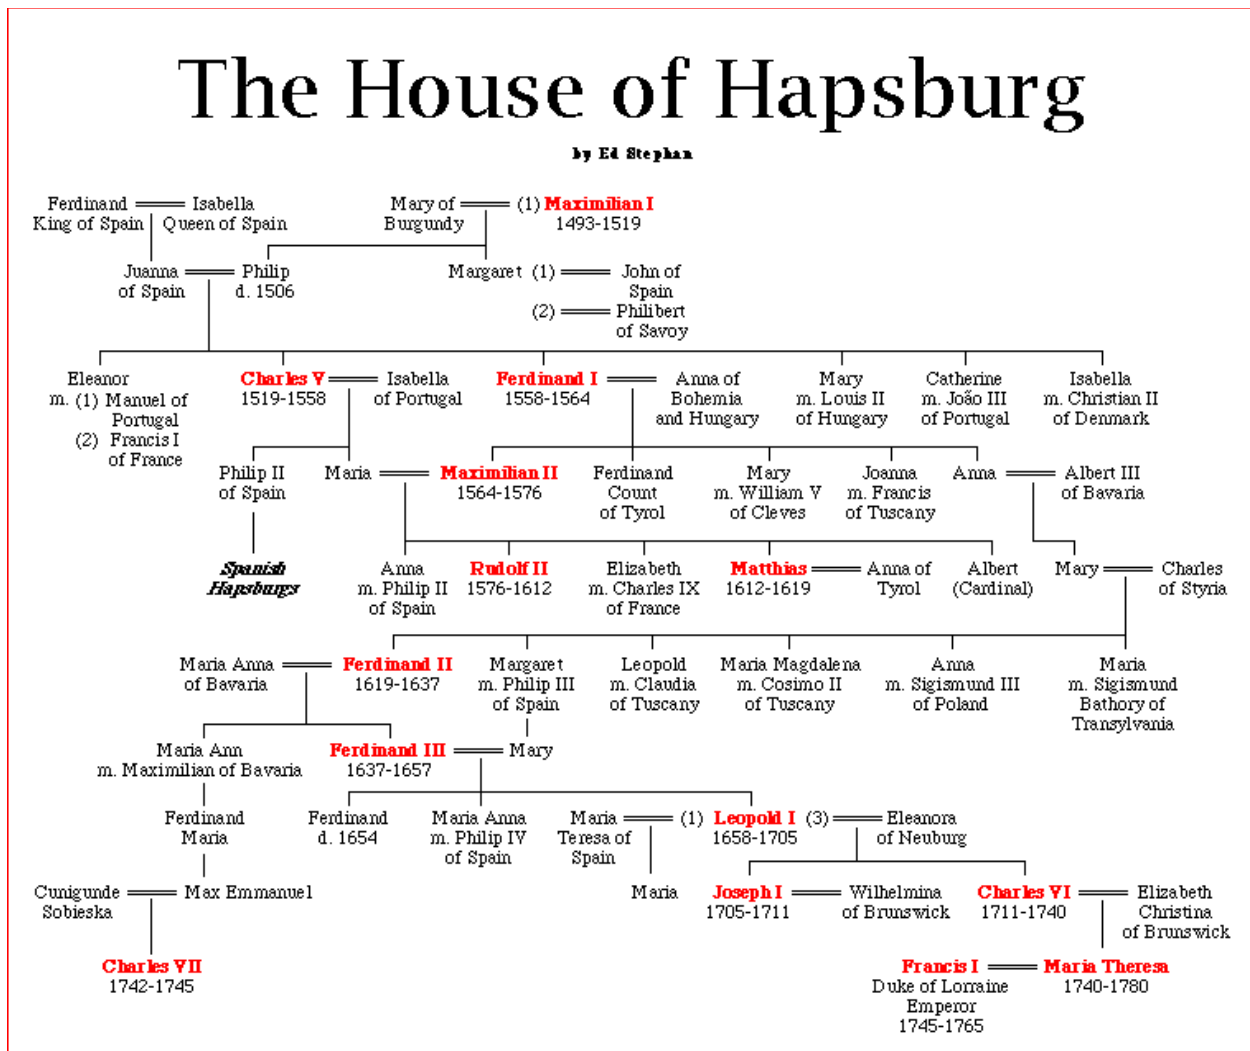 The House of Hapsburg
by Ed Stephan
Ferdinand
King of Spain
Isabella
Queen of Spain
Mary of
Burgundy
(1) Maximilian I
1493-1519
Juanna
of Spain
Philip
d. 1506
Margaret (1)
John of
Spain
(2)
Philibert
of Savoy
Eleanor
m. (1) Manuel of
Portugal
(2) Francis I
of France
Charles V
1519-1558
Isabella
of Portugal
Ferdinand I
1558-1564
Anna of
Bohemia
and Hungary
Mary
m. Louis II
of Hungary
Catherine
m. João III
of Portugal
Isabella
m. Christian II
of Denmark
Philip II
of Spain
Maria
Maximilian II
1564-1576
Ferdinand
Count
of Tyrol
Mary
m. William V
of Cleves
Joanna
m. Francis
of Tuscany
Anna
Albert III
of Bavaria
Spanish
Hapsburgs
Anna
m. Philip II
of Spain
Rudolf II
1576-1612
Elizabeth
m. Charles IX
of France
Matthias
1612-1619
Anna of
Tyrol
Albert
(Cardinal)
Mary
Charles
of Styria
Maria Anna
of Bavaria
Ferdinand II
1619-1637
Margaret
m. Philip III
of Spain
Leopold
m. Claudia
of Tuscany
Maria Magdalena
m. Cosimo II
of Tuscany
Anna
m. Sigismund III
of Poland
Maria
m. Sigismund
Bathory of
Transylvania
Maria Ann
m. Maximilian of Bavaria
Ferdinand III
1637-1657
Mary
Ferdinand
Maria
Ferdinand
d. 1654
Maria Anna
m. Philip IV
of Spain
Maria
Teresa of
Spain
(1) Leopold I (3)
1658-1705
Eleanora
of Neuburg
Cunigunde
Sobieska
Max Emmanuel
Maria
Joseph I
1705-1711
Wilhelmina
of Brunswick
Charles VI
1711-1740
Elizabeth
Christina
of Brunswick
Charles VII
1742-1745
Francis I
Duke of Lorraine
Emperor
1745-1765
Maria Theresa
1740-1780